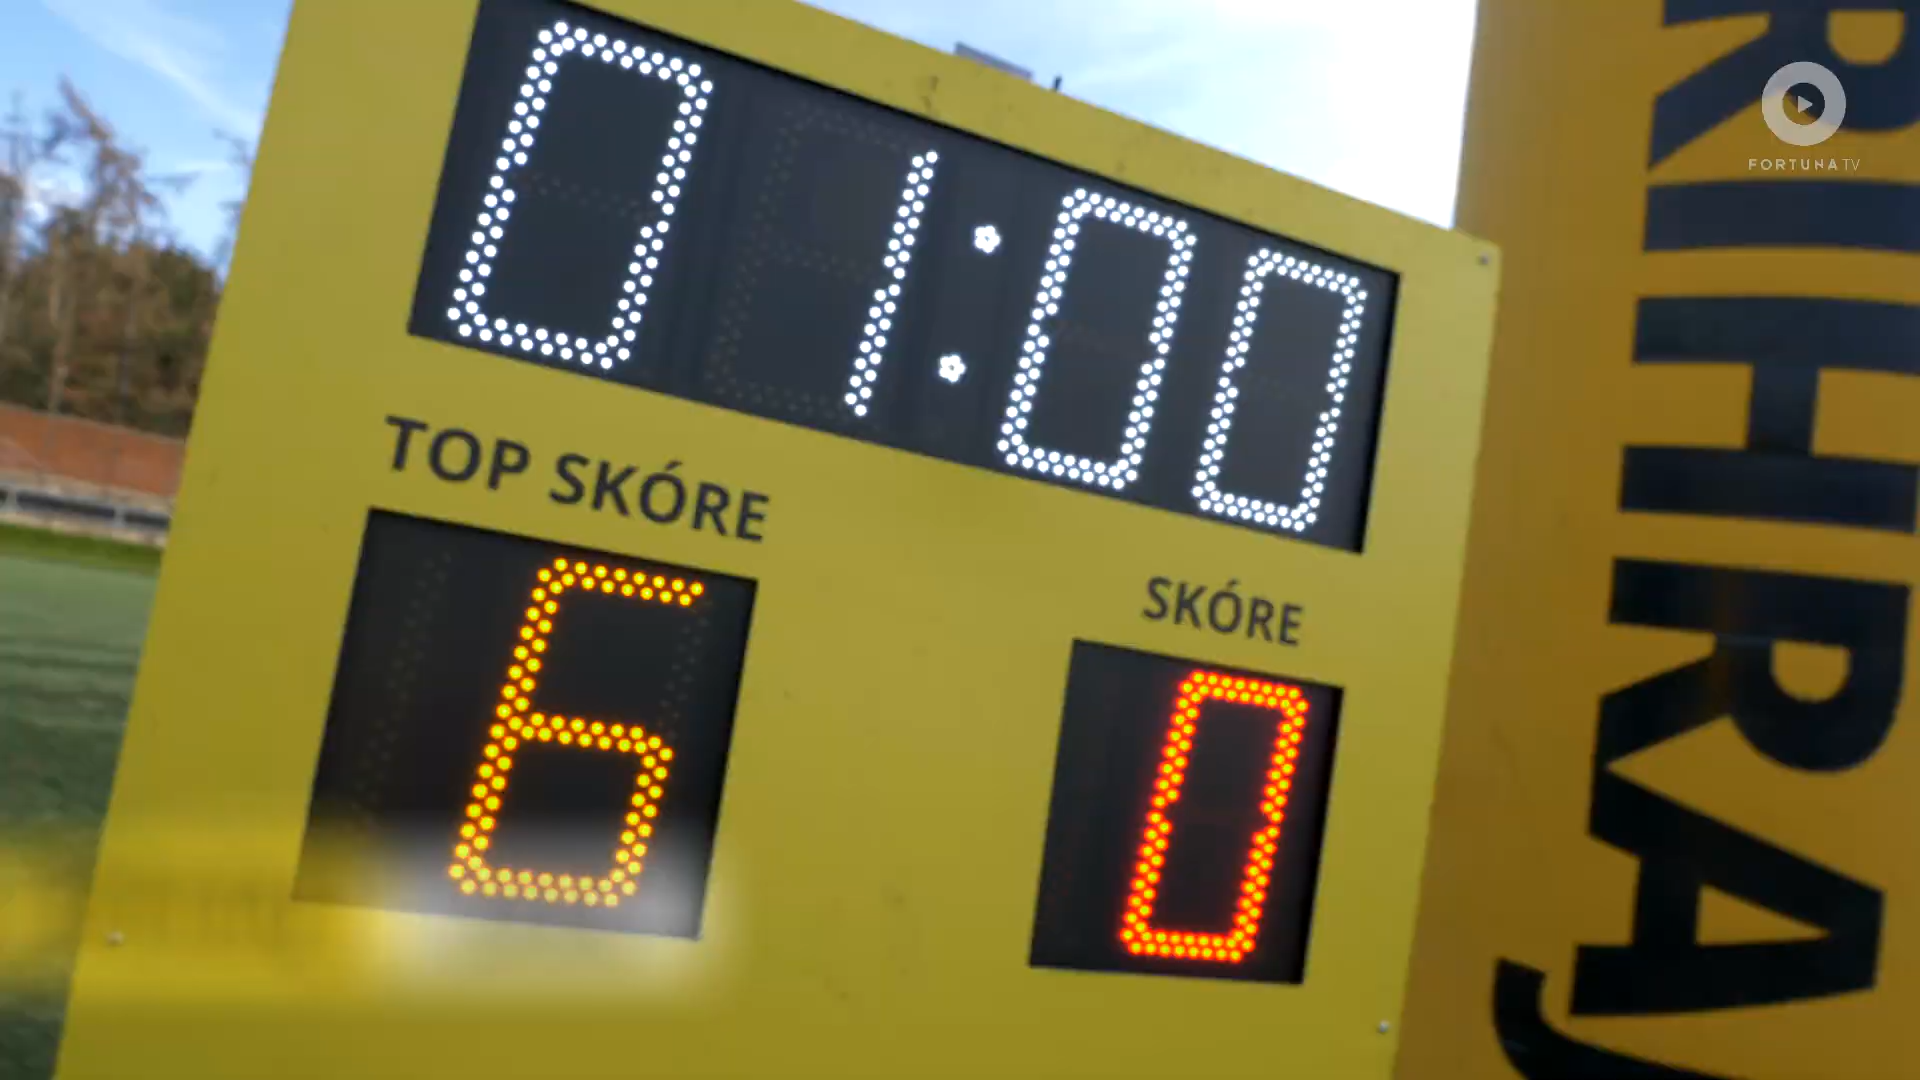 01:00
TOP SKÓRE
SKÓRE
6
0
FORTUNA TV